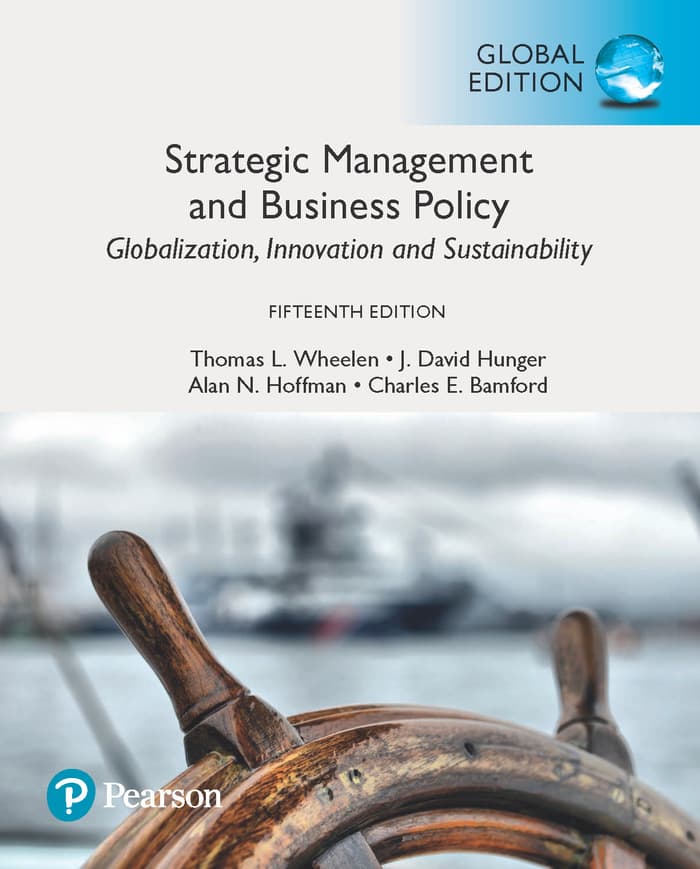 GLOBAL
EDITION
Strategic Management
and Business Policy
Globalization, Innovation and Sustainability
FIFTEENTH EDITION
Thomas L. Wheelen • J. David Hunger
Alan N. Hoffman • Charles E. Bamford
Pearson